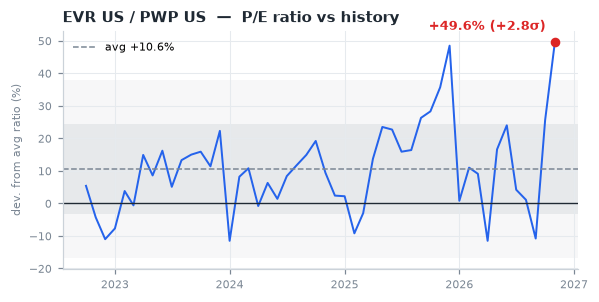 EVR US / PWP US  —  P/E ratio vs history
+49.6% (+2.8σ)
avg +10.6%
dev. from avg ratio (%)
50
40
30
20
10
0
−10
−20
2023 2024 2025 2026 2027